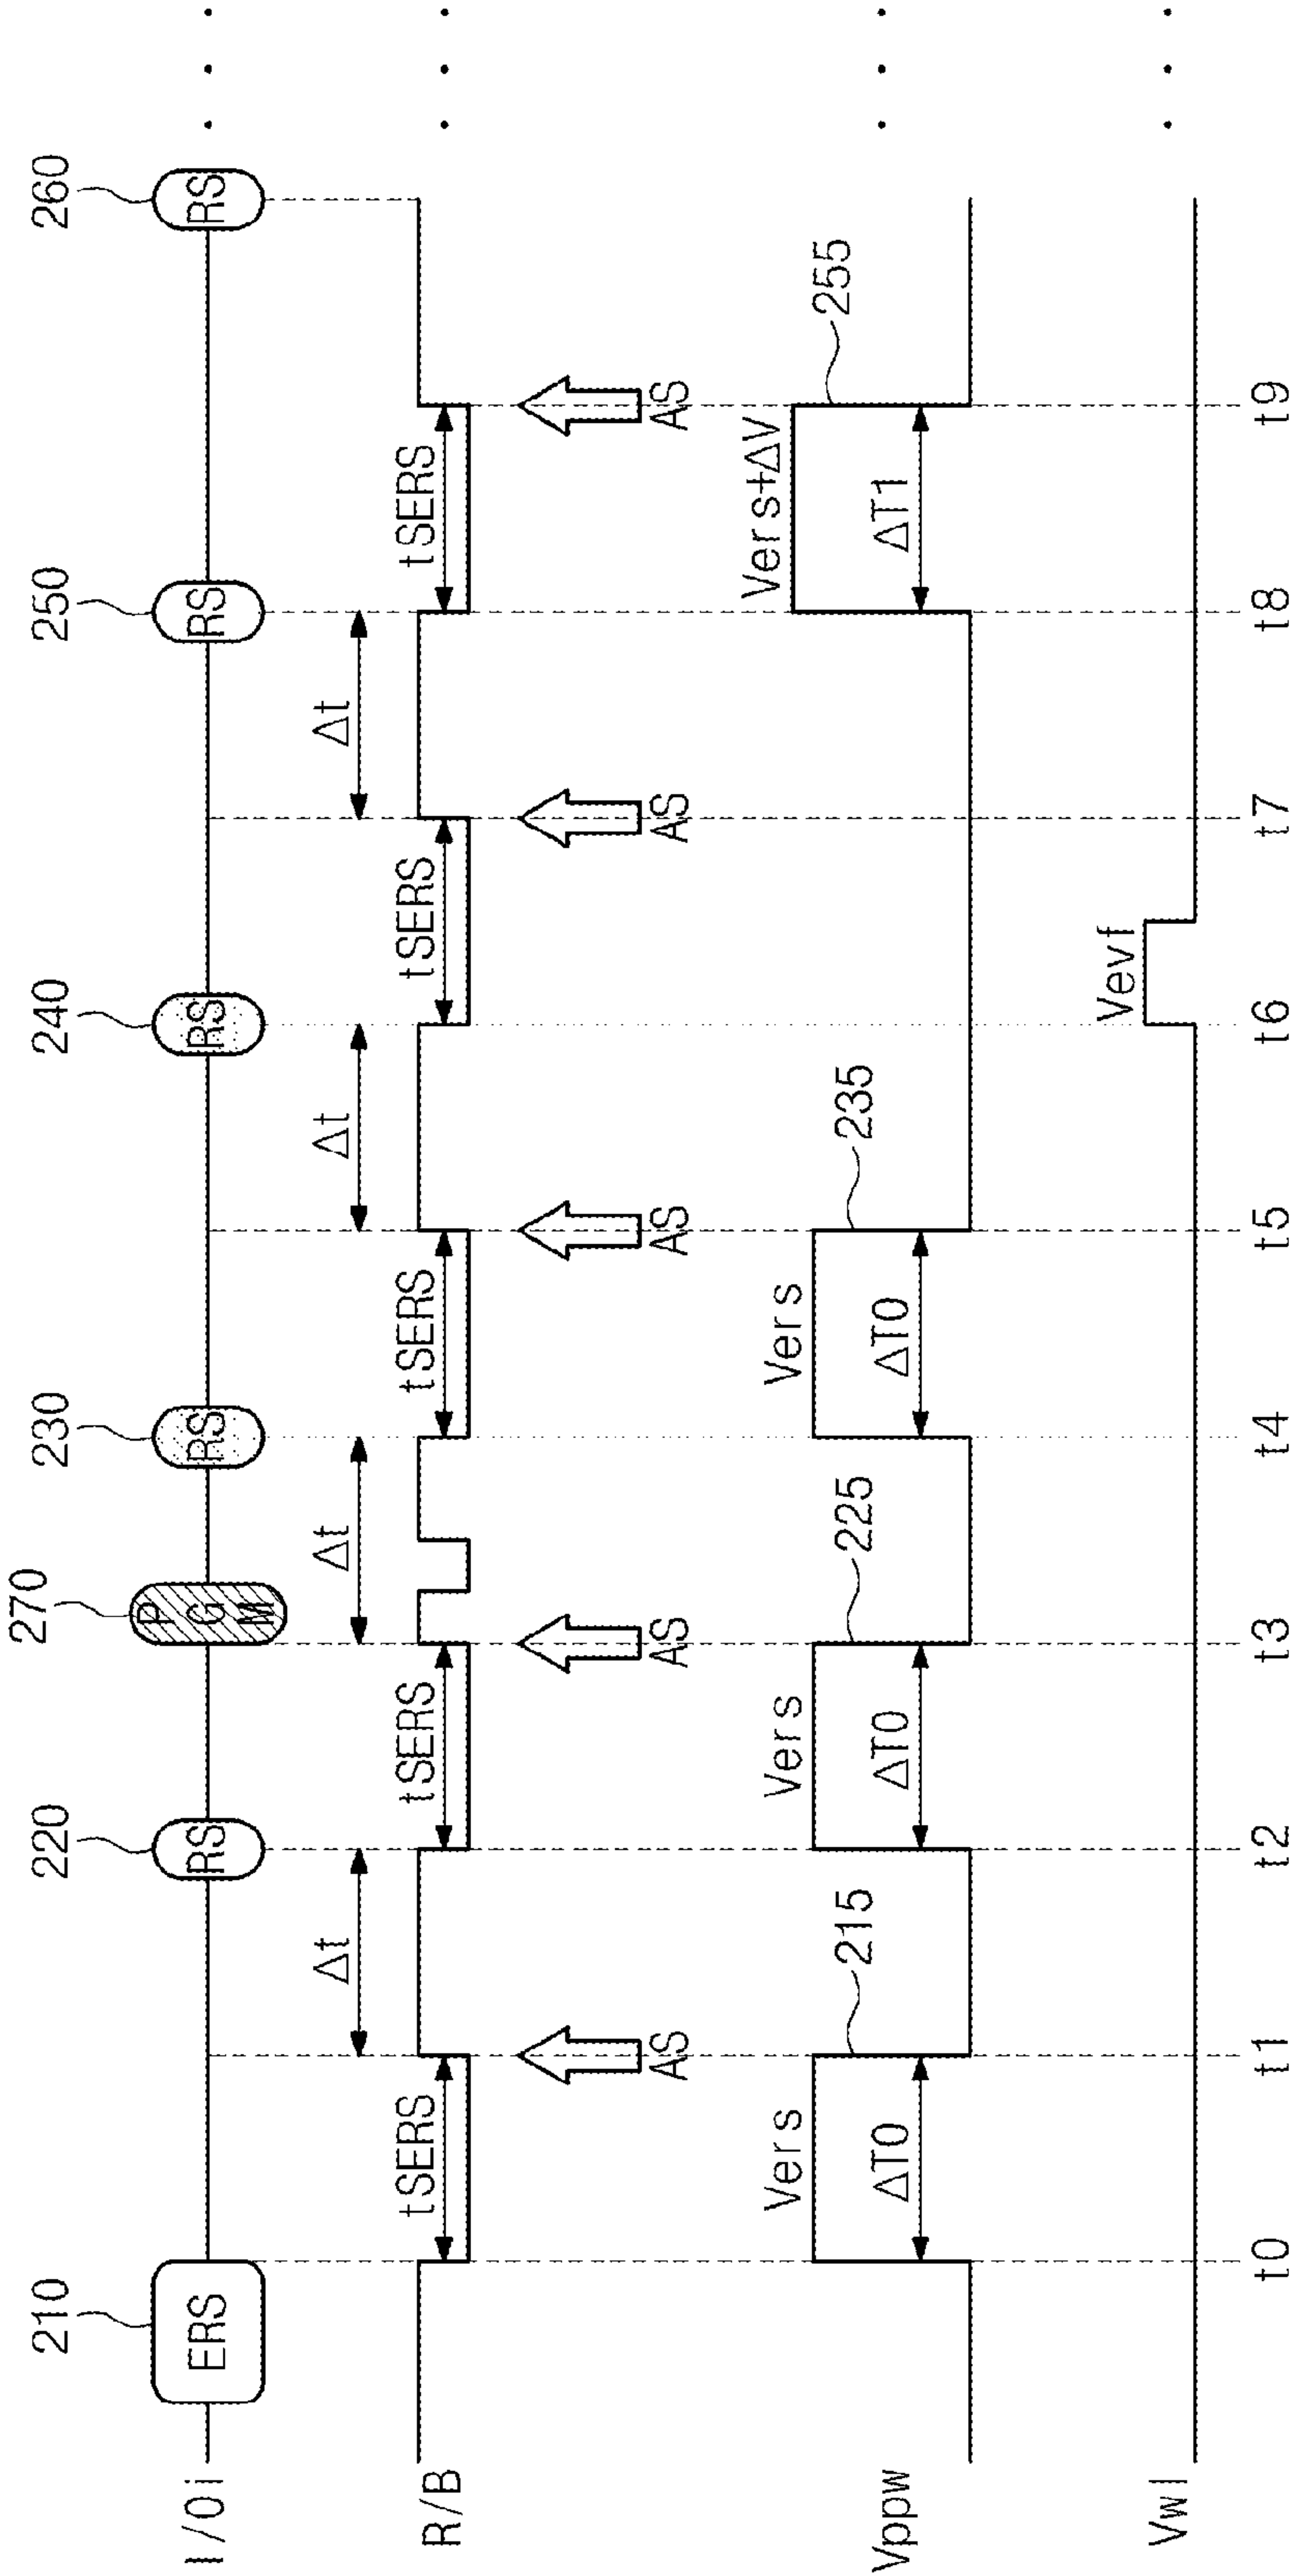 210 220 270 230 240 250 260
I/Oi ERS RS PGM RS RS RS RS
Δt Δt Δt Δt
R/B tSERS tSERS tSERS tSERS tSERS
AS AS AS AS AS
Vppw Vers Vers Vers Vers+ΔV
215 225 235 255
ΔT0 ΔT0 ΔT0 ΔT1
Vwl Vevf
t0 t1 t2 t3 t4 t5 t6 t7 t8 t9